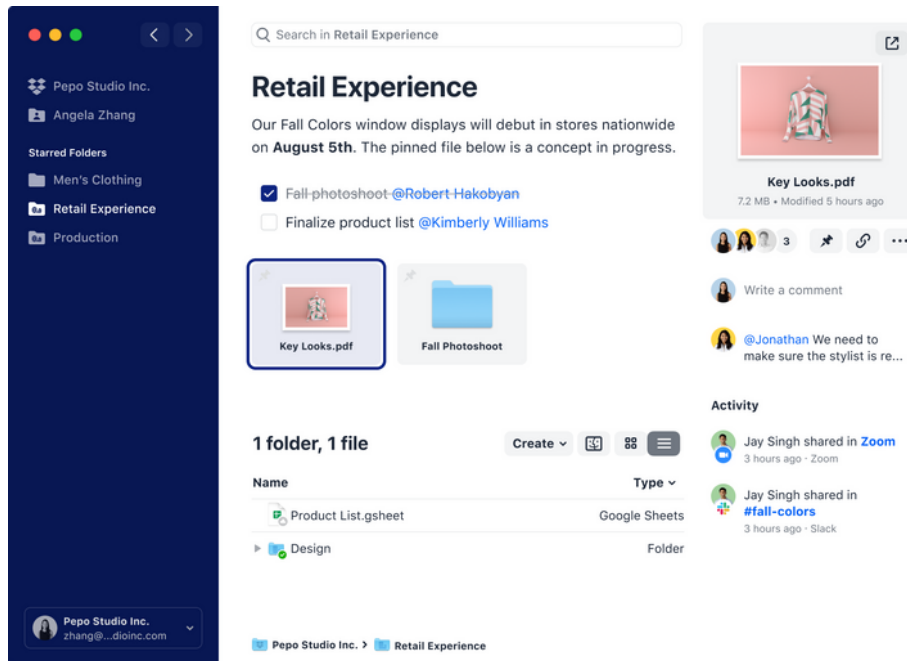 Pepo Studio Inc.
Angela Zhang
Starred Folders
Men's Clothing
Retail Experience
Production
Pepo Studio Inc.
zhang@...dioinc.com
Search in Retail Experience
Retail Experience
Our Fall Colors window displays will debut in stores nationwide
on August 5th. The pinned file below is a concept in progress.
Fall photoshoot @Robert Hakobyan
Finalize product list @Kimberly Williams
Key Looks.pdf
Fall Photoshoot
1 folder, 1 file
Create
Name
Type
Product List.gsheet
Google Sheets
Design
Folder
Pepo Studio Inc. > Retail Experience
Key Looks.pdf
7.2 MB • Modified 5 hours ago
3
Write a comment
@Jonathan We need to
make sure the stylist is re...
Activity
Jay Singh shared in Zoom
3 hours ago · Zoom
Jay Singh shared in
#fall-colors
3 hours ago · Slack